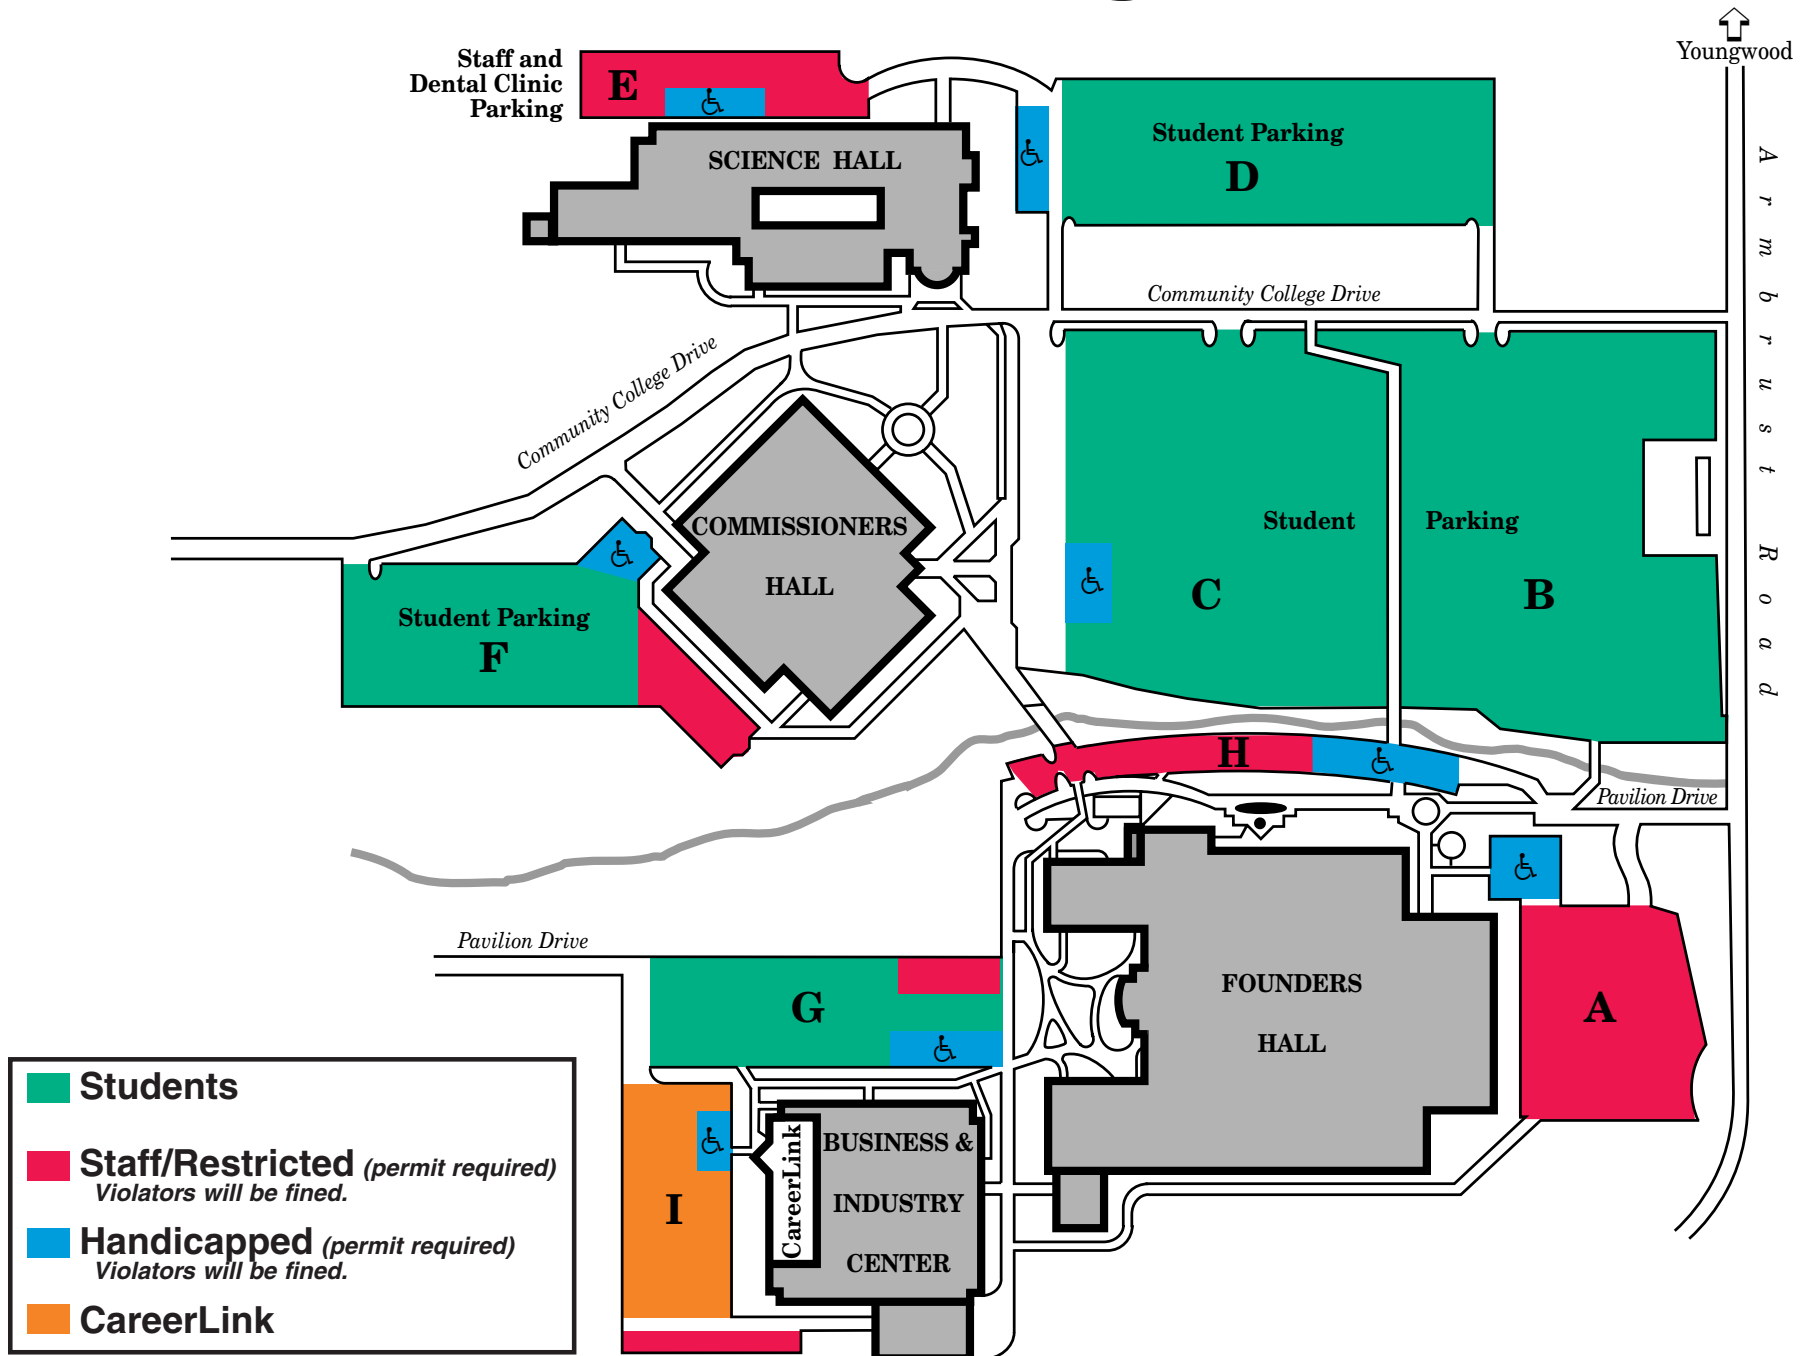 Youngwood
Staff and
Dental Clinic
Parking
E
SCIENCE HALL
Student Parking
D
Armbrust Road
Community College Drive
Community College Drive
COMMISSIONERS
HALL
Student Parking
C
B
Student Parking
F
H
Pavilion Drive
Pavilion Drive
G
FOUNDERS
HALL
A
I
CareerLink
BUSINESS &
INDUSTRY
CENTER
Students
Staff/Restricted (permit required)
Violators will be fined.
Handicapped (permit required)
Violators will be fined.
CareerLink